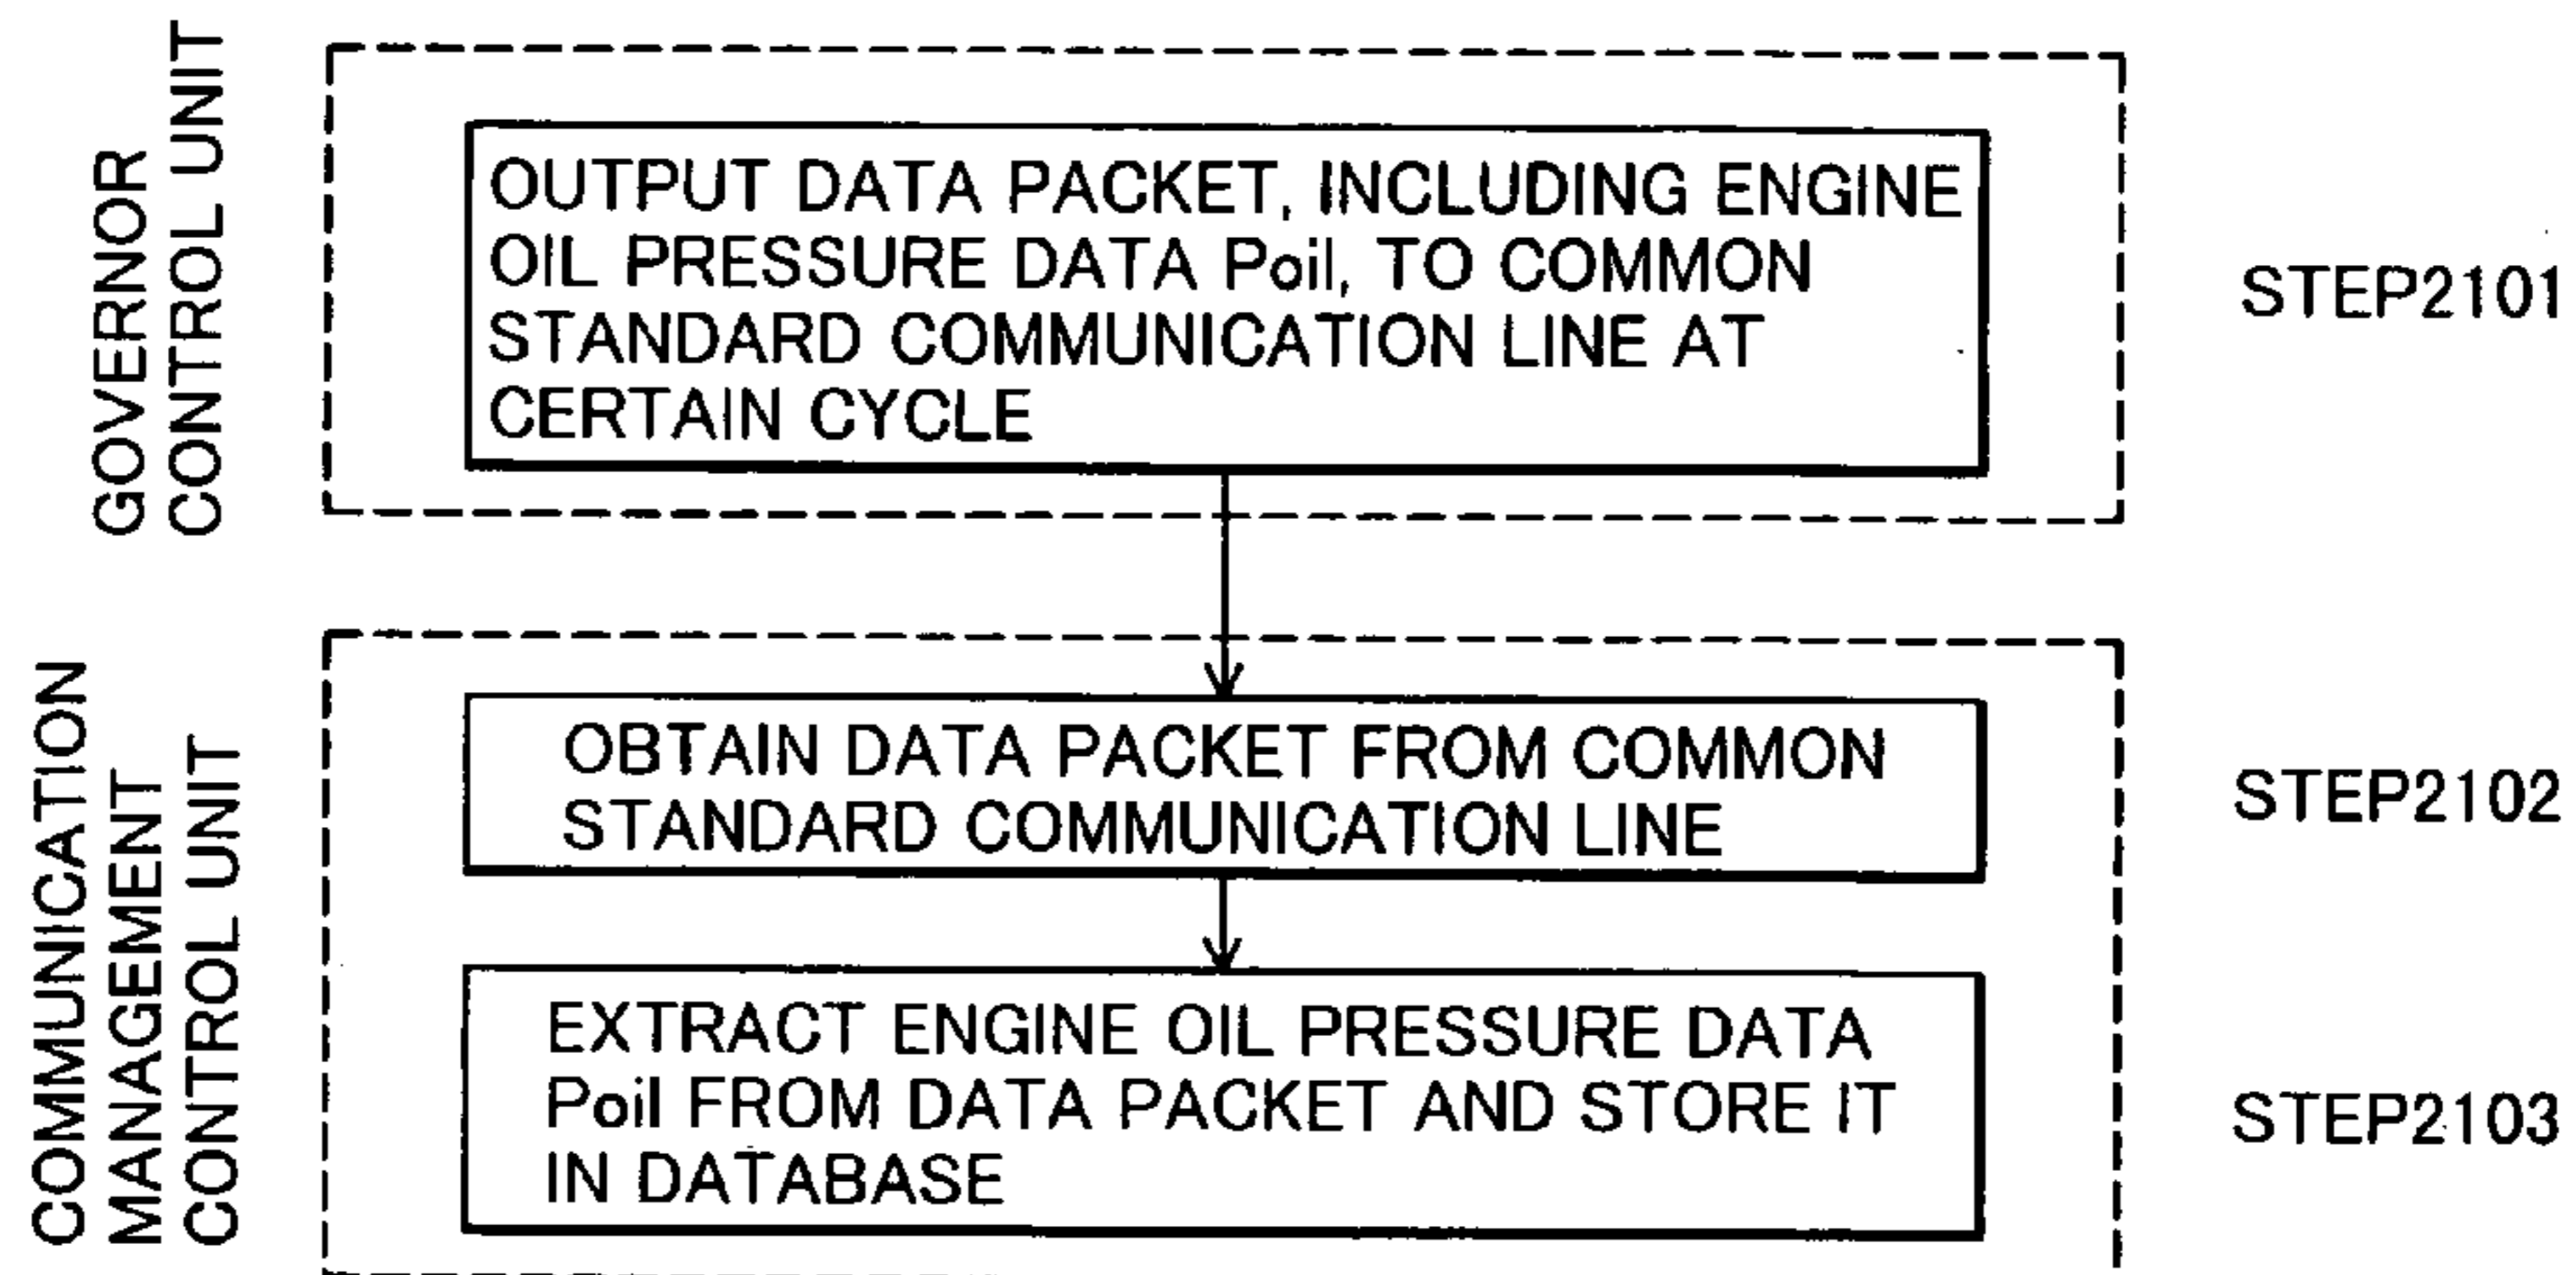 GOVERNOR
CONTROL UNIT
OUTPUT DATA PACKET, INCLUDING ENGINE
OIL PRESSURE DATA Poil, TO COMMON
STANDARD COMMUNICATION LINE AT
CERTAIN CYCLE
STEP2101
COMMUNICATION
MANAGEMENT
CONTROL UNIT
OBTAIN DATA PACKET FROM COMMON
STANDARD COMMUNICATION LINE
STEP2102
EXTRACT ENGINE OIL PRESSURE DATA
Poil FROM DATA PACKET AND STORE IT
IN DATABASE
STEP2103